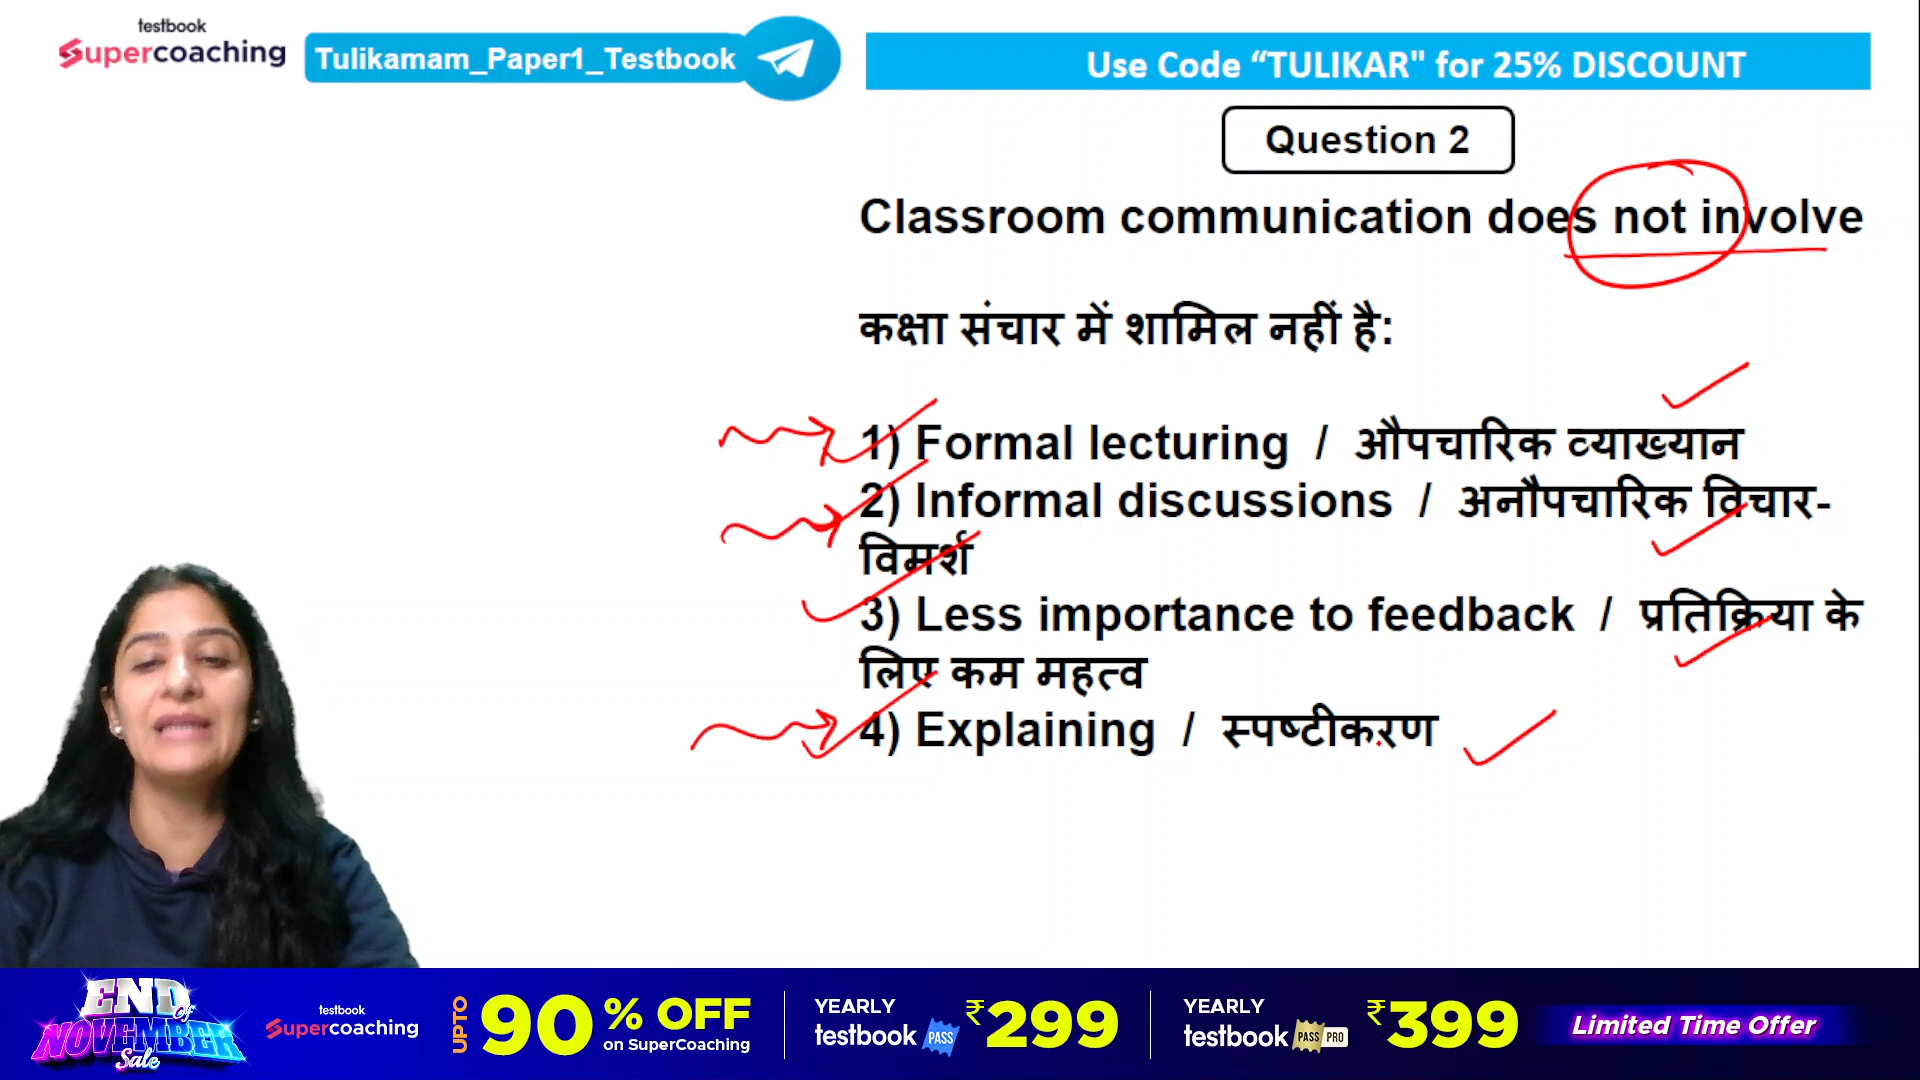 testbook
Supercoaching
Tulikamam_Paper1_Testbook
Use Code “TULIKAR" for 25% DISCOUNT
Question 2
Classroom communication does not involve
कक्षा संचार में शामिल नहीं है:
1) Formal lecturing / औपचारिक व्याख्यान
2) Informal discussions / अनौपचारिक विचार-
विमर्श
3) Less importance to feedback / प्रतिक्रिया के
लिए कम महत्व
4) Explaining / स्पष्टीकरण
END Of NOVEMBER Sale
testbook
Supercoaching
UPTO 90% OFF
on SuperCoaching
YEARLY
testbook PASS
₹299
YEARLY
testbook PASS PRO
₹399
Limited Time Offer